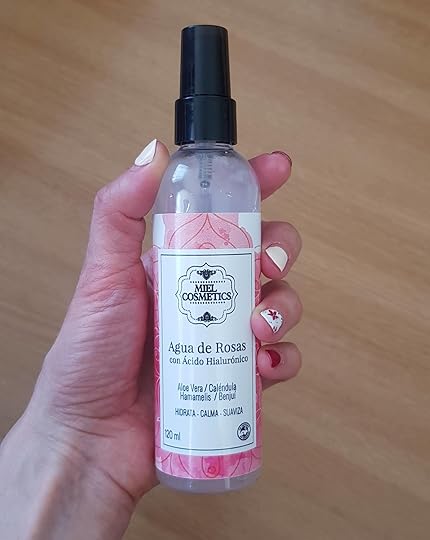 MIEL
COSMETICS
Agua de Rosas
con Ácido Hialurónico
Aloe Vera / Caléndula
Hamamelis / Benjuí
HIDRATA - CALMA - SUAVIZA
120 ml